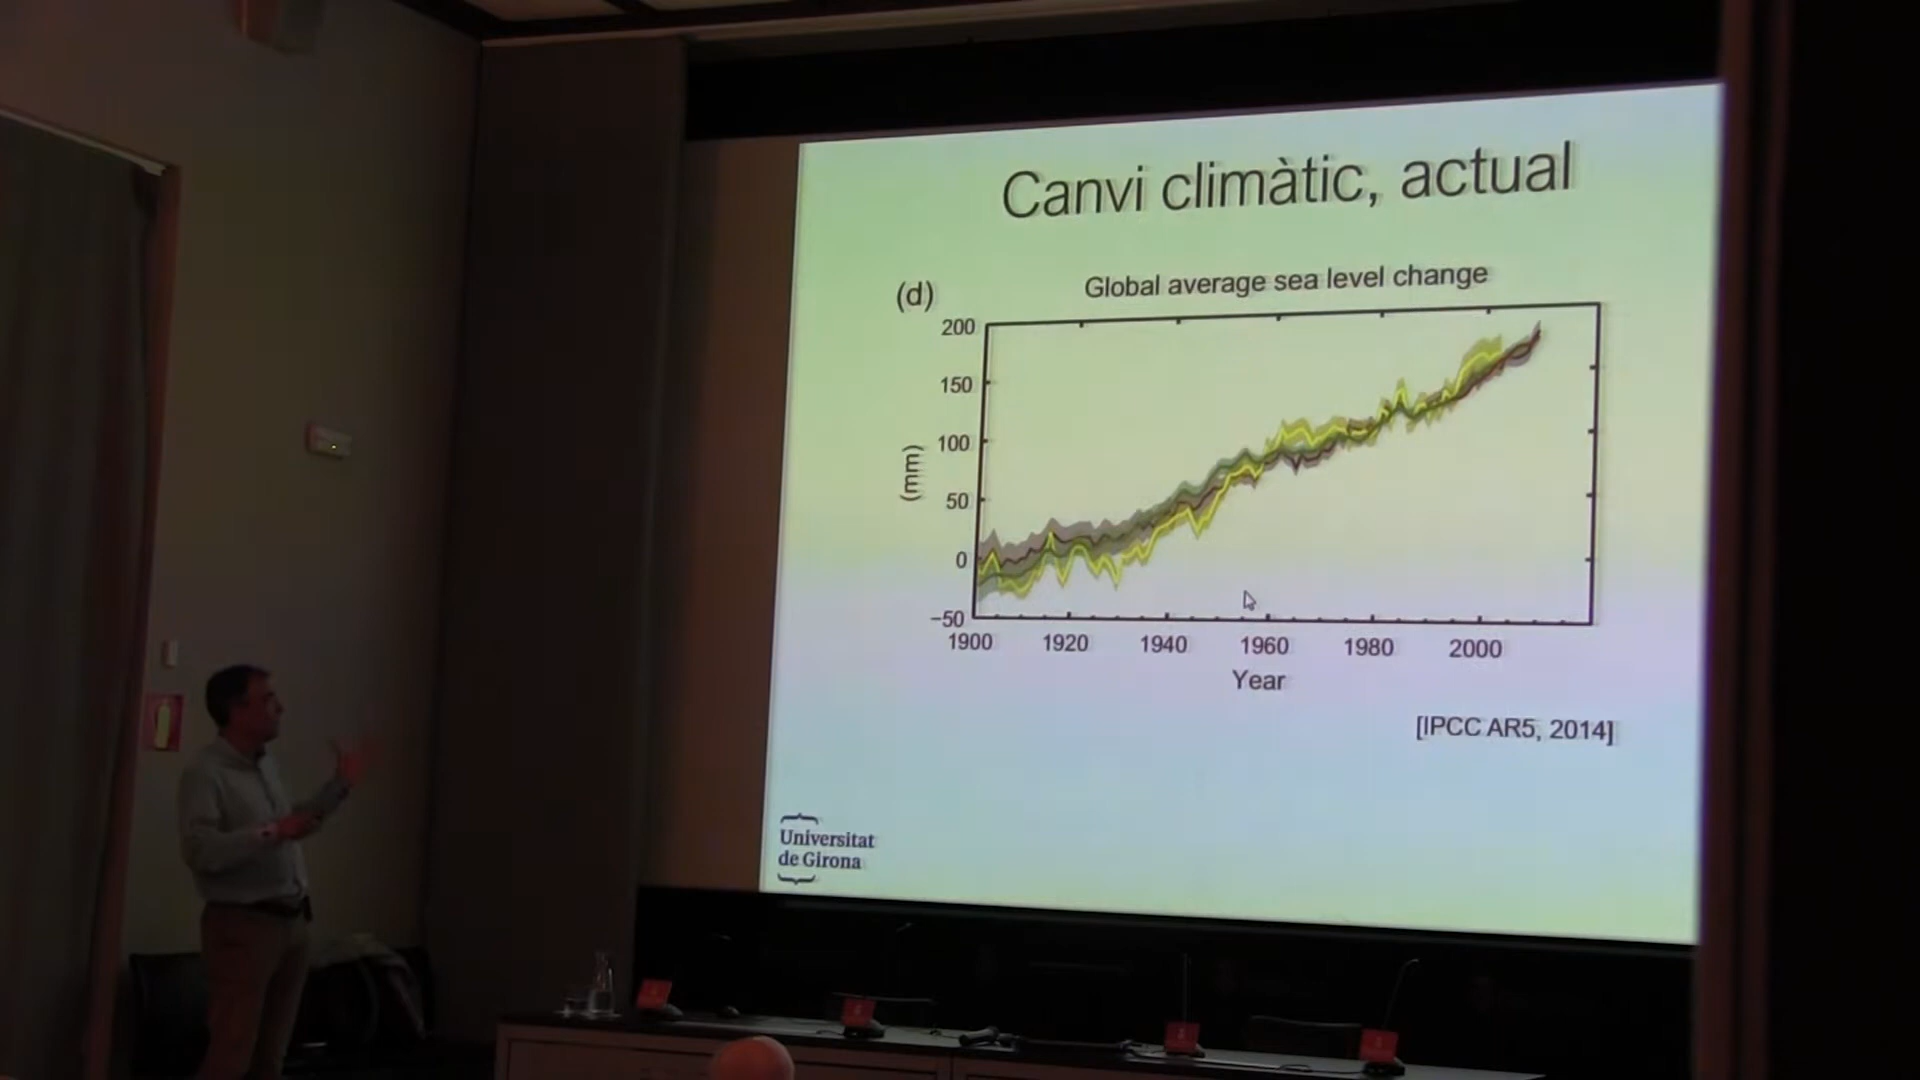 Canvi climàtic, actual
(d)
Global average sea level change
200
150
100
50
0
−50
(mm)
1900 1920 1940 1960 1980 2000
Year
[IPCC AR5, 2014]
Universitat
de Girona